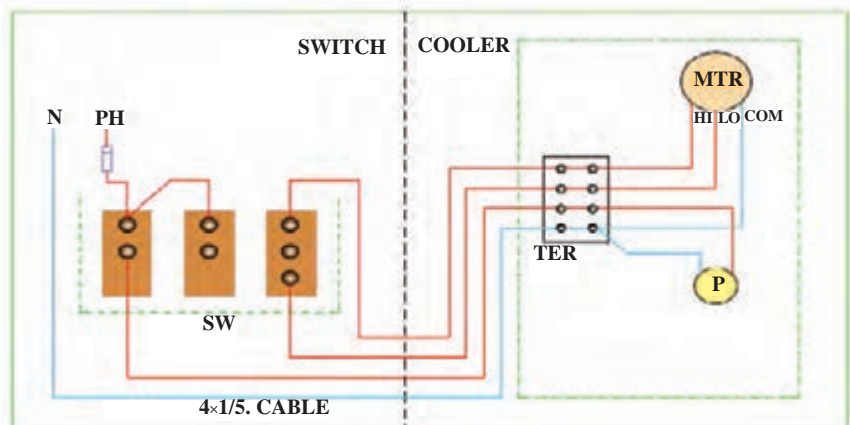 SWITCH
COOLER
MTR
HI LO COM
N
PH
TER
P
SW
4×1/5. CABLE